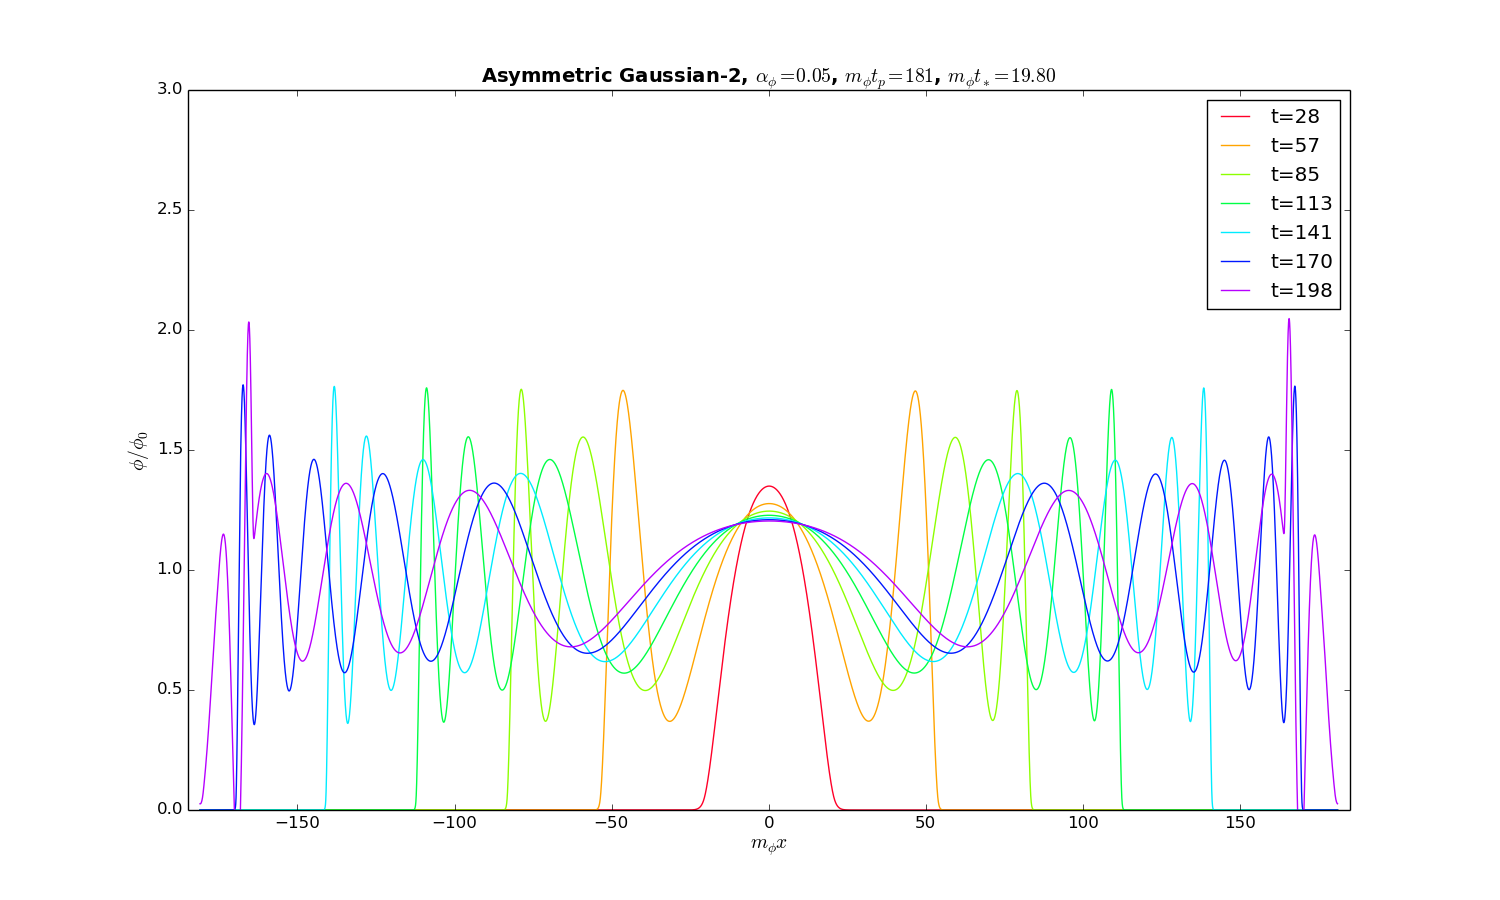 Asymmetric Gaussian-2, α_ϕ=0.05, m_ϕt_p=181, m_ϕt_*=19.80
3.0
2.5
2.0
1.5
1.0
0.5
0.0
ϕ/ϕ_0
−150
−100
−50
0
50
100
150
m_ϕx
t=28
t=57
t=85
t=113
t=141
t=170
t=198